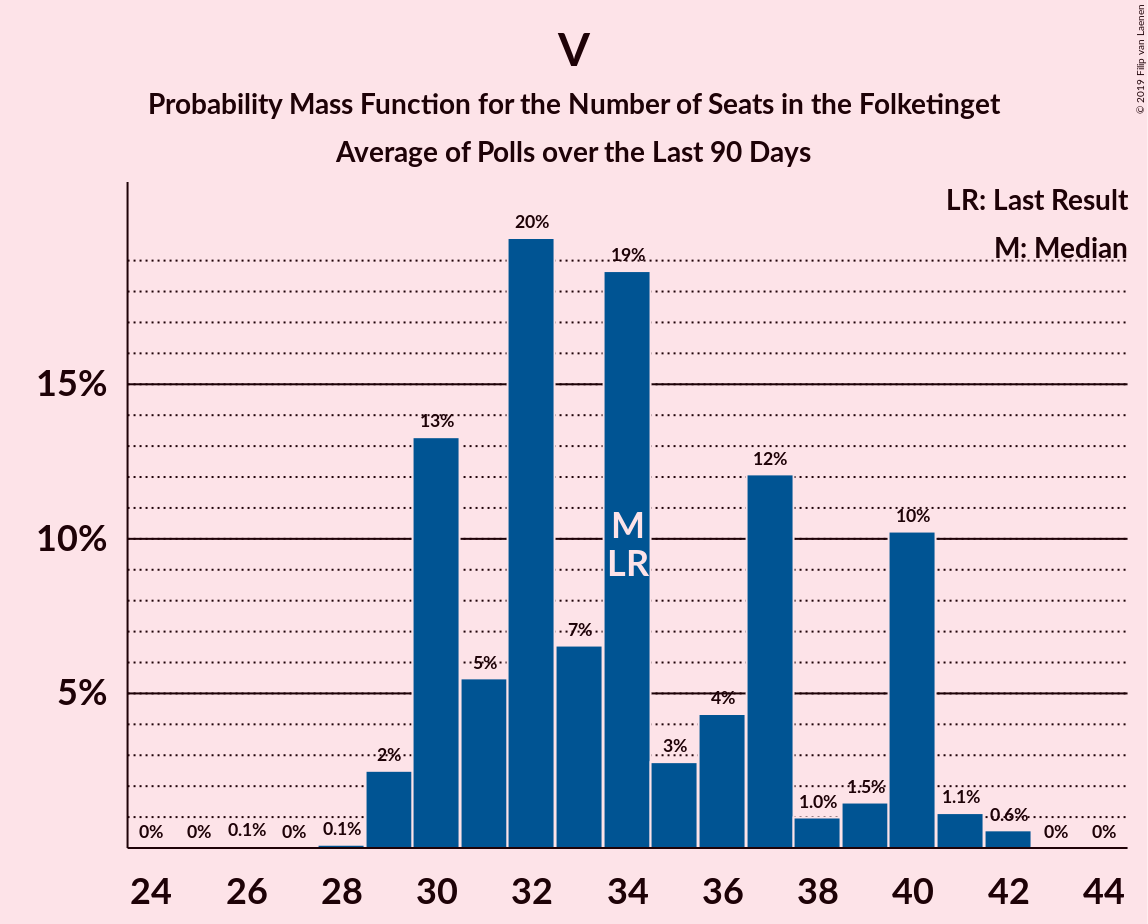 V
Probability Mass Function for the Number of Seats in the Folketinget
Average of Polls over the Last 90 Days
© 2019 Filip van Laenen
LR: Last Result
M: Median
15%
10%
5%
0%
0%
0.1%
0%
0.1%
2%
13%
5%
20%
7%
19%
3%
4%
12%
1.0%
1.5%
10%
1.1%
0.6%
0%
0%
M
LR
24 26 28 30 32 34 36 38 40 42 44